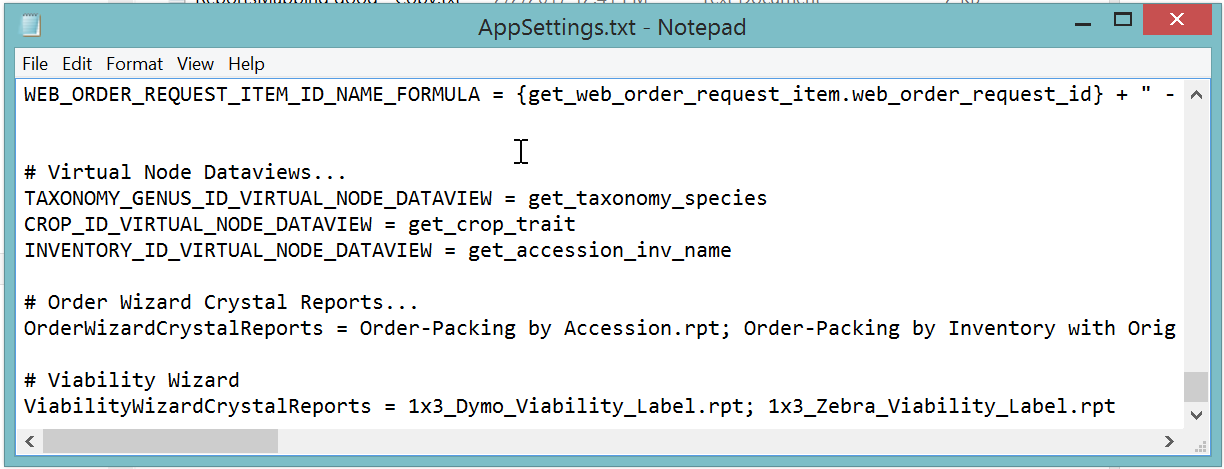 AppSettings.txt - Notepad
File Edit Format View Help
WEB_ORDER_REQUEST_ITEM_ID_NAME_FORMULA = {get_web_order_request_item.web_order_request_id} + " -
# Virtual Node Dataviews...
TAXONOMY_GENUS_ID_VIRTUAL_NODE_DATAVIEW = get_taxonomy_species
CROP_ID_VIRTUAL_NODE_DATAVIEW = get_crop_trait
INVENTORY_ID_VIRTUAL_NODE_DATAVIEW = get_accession_inv_name
# Order Wizard Crystal Reports...
OrderWizardCrystalReports = Order-Packing by Accession.rpt; Order-Packing by Inventory with Orig
# Viability Wizard
ViabilityWizardCrystalReports = 1x3_Dymo_Viability_Label.rpt; 1x3_Zebra_Viability_Label.rpt